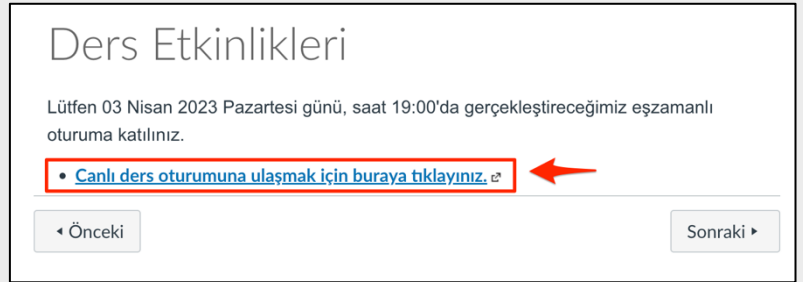 Ders Etkinlikleri
Lütfen 03 Nisan 2023 Pazartesi günü, saat 19:00'da gerçekleştireceğimiz eşzamanlı
oturuma katılınız.
• Canlı ders oturumuna ulaşmak için buraya tıklayınız.
Önceki
Sonraki